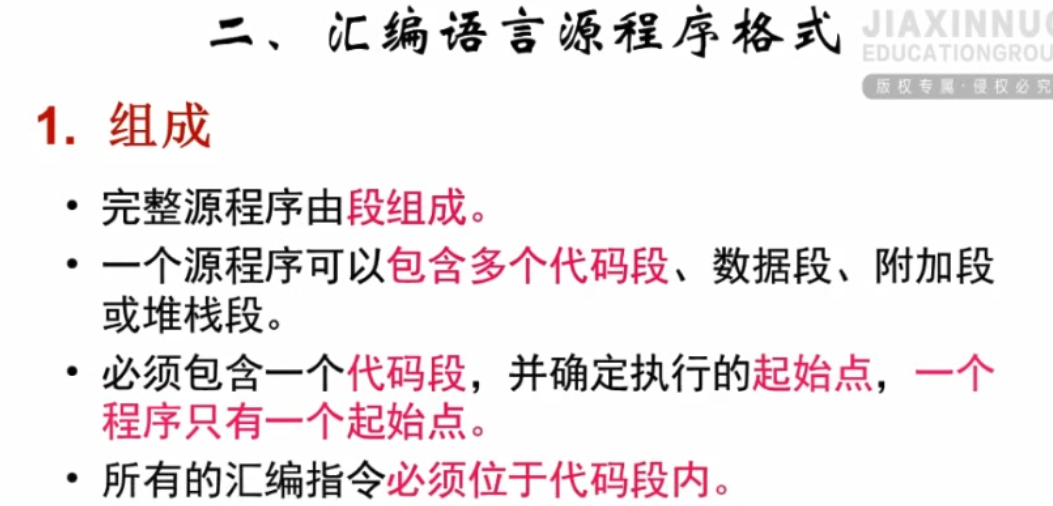 二、汇编语言源程序格式
JIAXINNUO
EDUCATIONGROU
版权专属·侵权必究
1. 组成
• 完整源程序由段组成。
• 一个源程序可以包含多个代码段、数据段、附加段
或堆栈段。
• 必须包含一个代码段，并确定执行的起始点，一个
程序只有一个起始点。
• 所有的汇编指令必须位于代码段内。